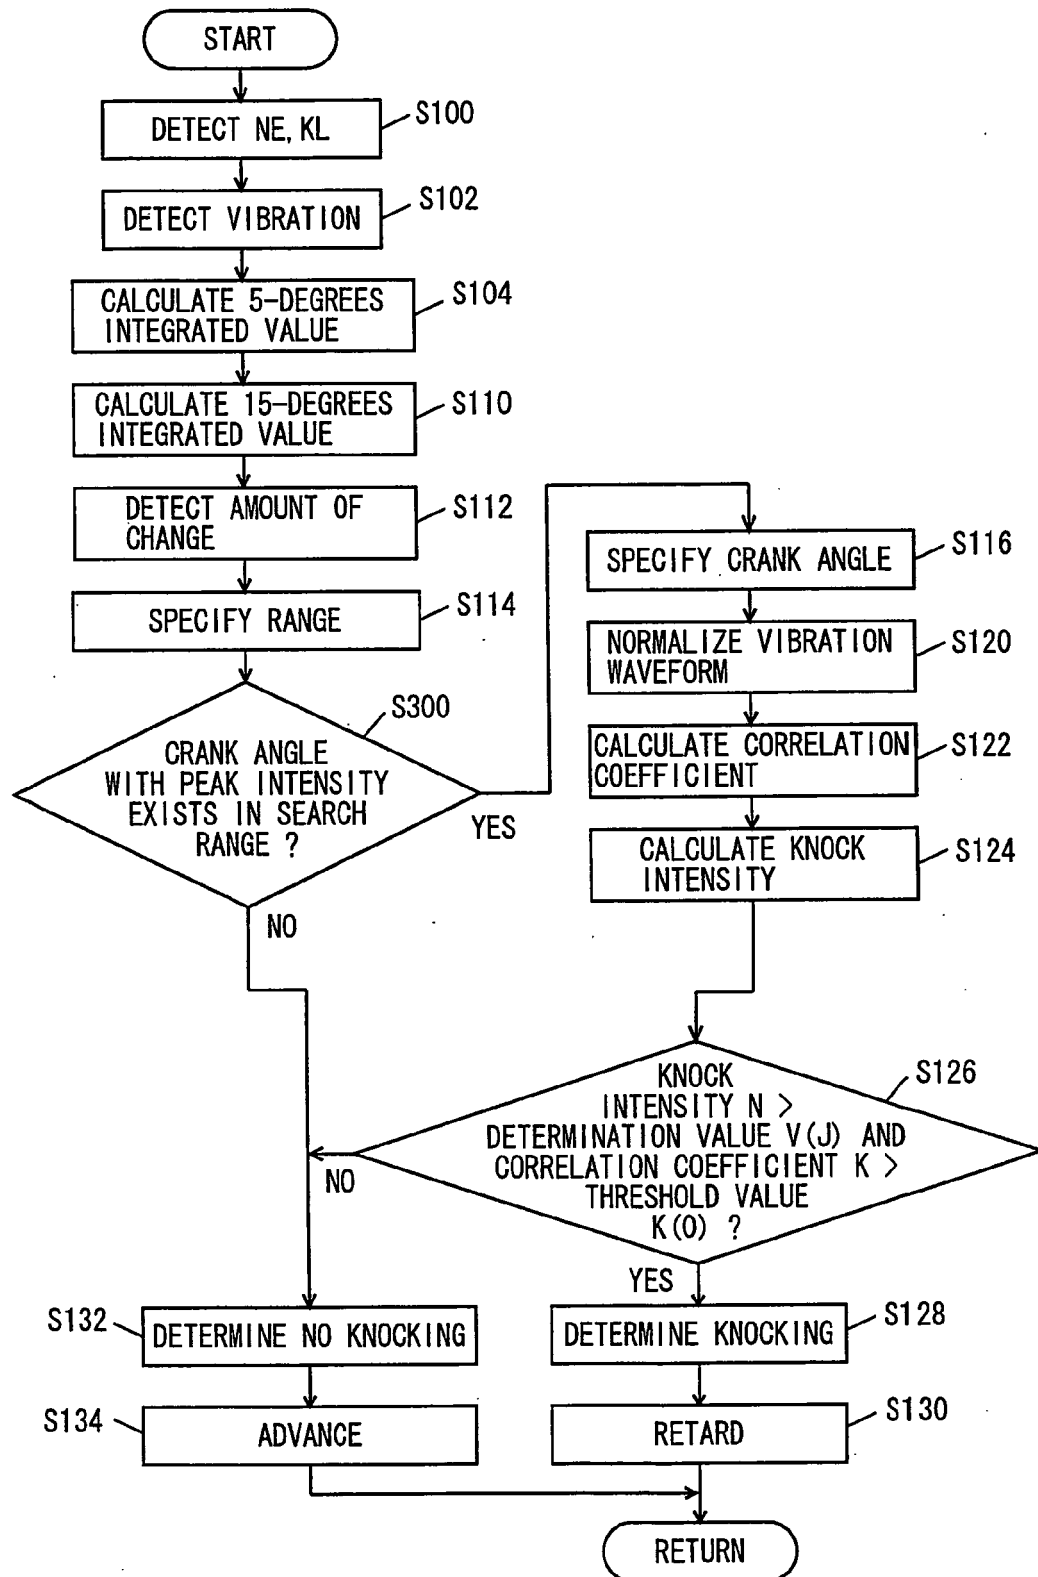 START
DETECT NE, KL
S100
DETECT VIBRATION
S102
CALCULATE 5-DEGREES
INTEGRATED VALUE
S104
CALCULATE 15-DEGREES
INTEGRATED VALUE
S110
DETECT AMOUNT OF
CHANGE
S112
SPECIFY RANGE
S114
CRANK ANGLE
WITH PEAK INTENSITY
EXISTS IN SEARCH
RANGE ?
S300
YES
NO
SPECIFY CRANK ANGLE
S116
NORMALIZE VIBRATION
WAVEFORM
S120
CALCULATE CORRELATION
COEFFICIENT
S122
CALCULATE KNOCK
INTENSITY
S124
KNOCK
INTENSITY N >
DETERMINATION VALUE V(J) AND
CORRELATION COEFFICIENT K >
THRESHOLD VALUE
K(0) ?
S126
NO
YES
S132
DETERMINE NO KNOCKING
DETERMINE KNOCKING
S128
S134
ADVANCE
RETARD
S130
RETURN